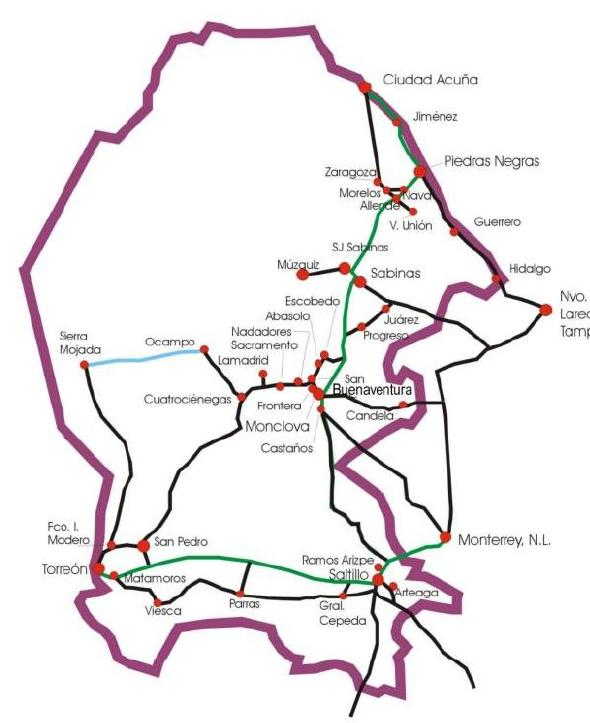 Ciudad Acuña
Jiménez
Piedras Negras
Zaragoza
Morelos
Nava
Allende
V. Unión
Guerrero
SJ Sabinas
Múzquiz
Sabinas
Hidalgo
Nvo.
Lared
Tamp
Escobedo
Abasolo
Juárez
Nadadores
Progreso
Sacramento
Sierra
Mojada
Ocampo
Lamadrid
San
Buenaventura
Cuatrociénegas
Frontera
Candela
Monclova
Castaños
Fco. I.
Madero
San Pedro
Monterrey, N.L.
Torreón
Matamoros
Ramos Arizpe
Saltillo
Arteaga
Viesca
Parras
Gral.
Cepeda